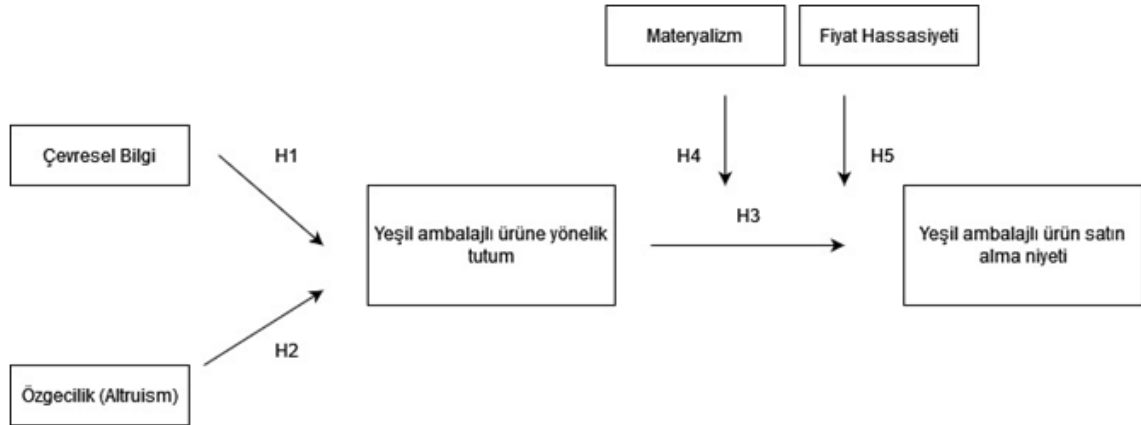 Materyalizm
Fiyat Hassasiyeti
Çevresel Bilgi
H1
H4
H5
Yeşil ambalajlı ürüne yönelik
tutum
H3
Yeşil ambalajlı ürün satın
alma niyeti
H2
Özgecilik (Altruism)